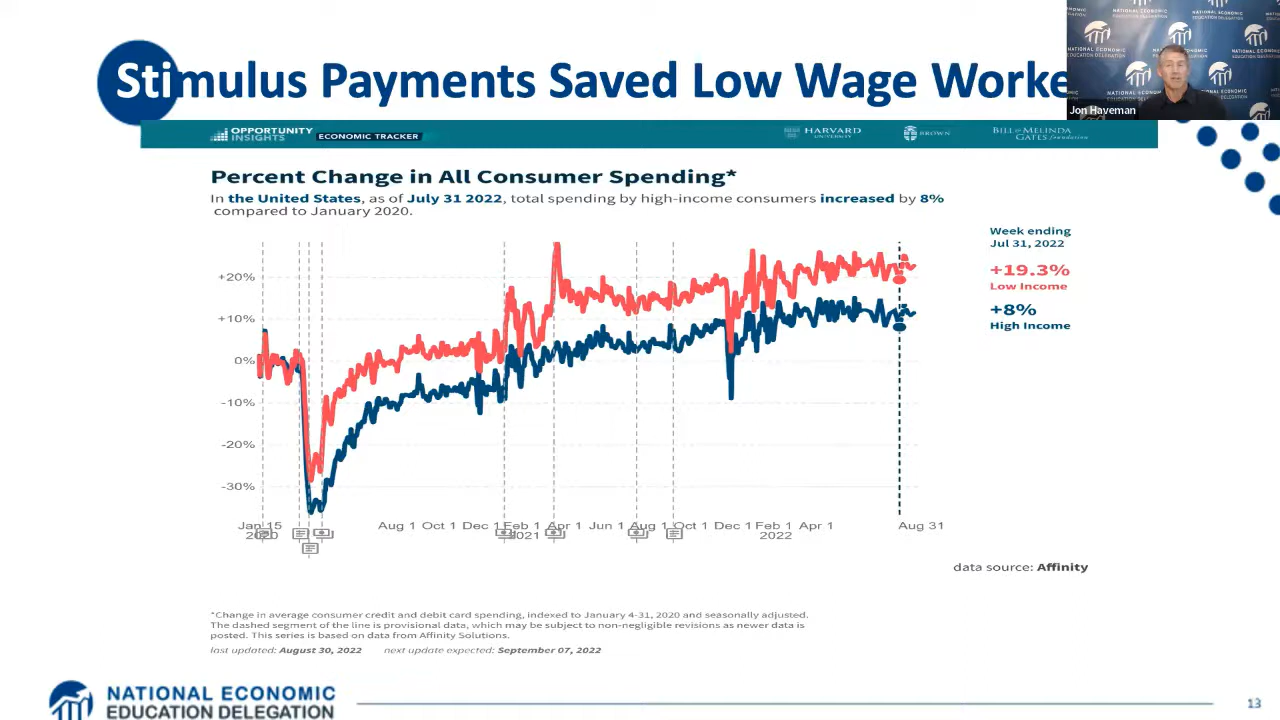 Stimulus Payments Saved Low Wage Worke
NATIONAL ECONOMIC
EDUCATION DELEGATION
Jon Haveman
OPPORTUNITY
INSIGHTS
ECONOMIC TRACKER
HARVARD
UNIVERSITY
BROWN
BILL & MELINDA
GATES foundation
Percent Change in All Consumer Spending*
In the United States, as of July 31 2022, total spending by high-income consumers increased by 8%
compared to January 2020.
Week ending
Jul 31, 2022
+19.3%
Low Income
+8%
High Income
+20%
+10%
0%
-10%
-20%
-30%
Jan 15 Aug 1 Oct 1 Dec 1 Feb 1 Apr 1 Jun 1 Aug 1 Oct 1 Dec 1 Feb 1 Apr 1 Aug 31
2020 2021 2022
data source: Affinity
*Change in average consumer credit and debit card spending, indexed to January 4-31, 2020 and seasonally adjusted.
The dashed segment of the line is provisional data, which may be subject to non-negligible revisions as newer data is
posted. This series is based on data from Affinity Solutions.
last updated: August 30, 2022 next update expected: September 07, 2022
NATIONAL ECONOMIC
EDUCATION DELEGATION
13